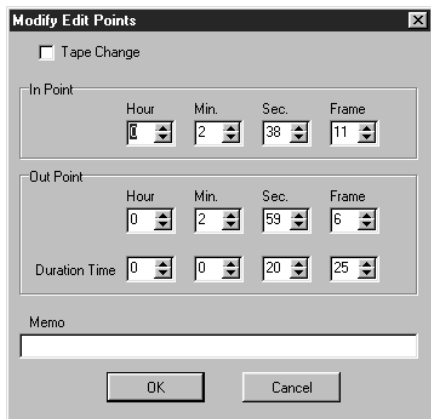 Modify Edit Points
Tape Change
In Point
Hour Min. Sec. Frame
0 2 38 11
Out Point
Hour Min. Sec. Frame
0 2 59 6
Duration Time 0 0 20 25
Memo
OK Cancel